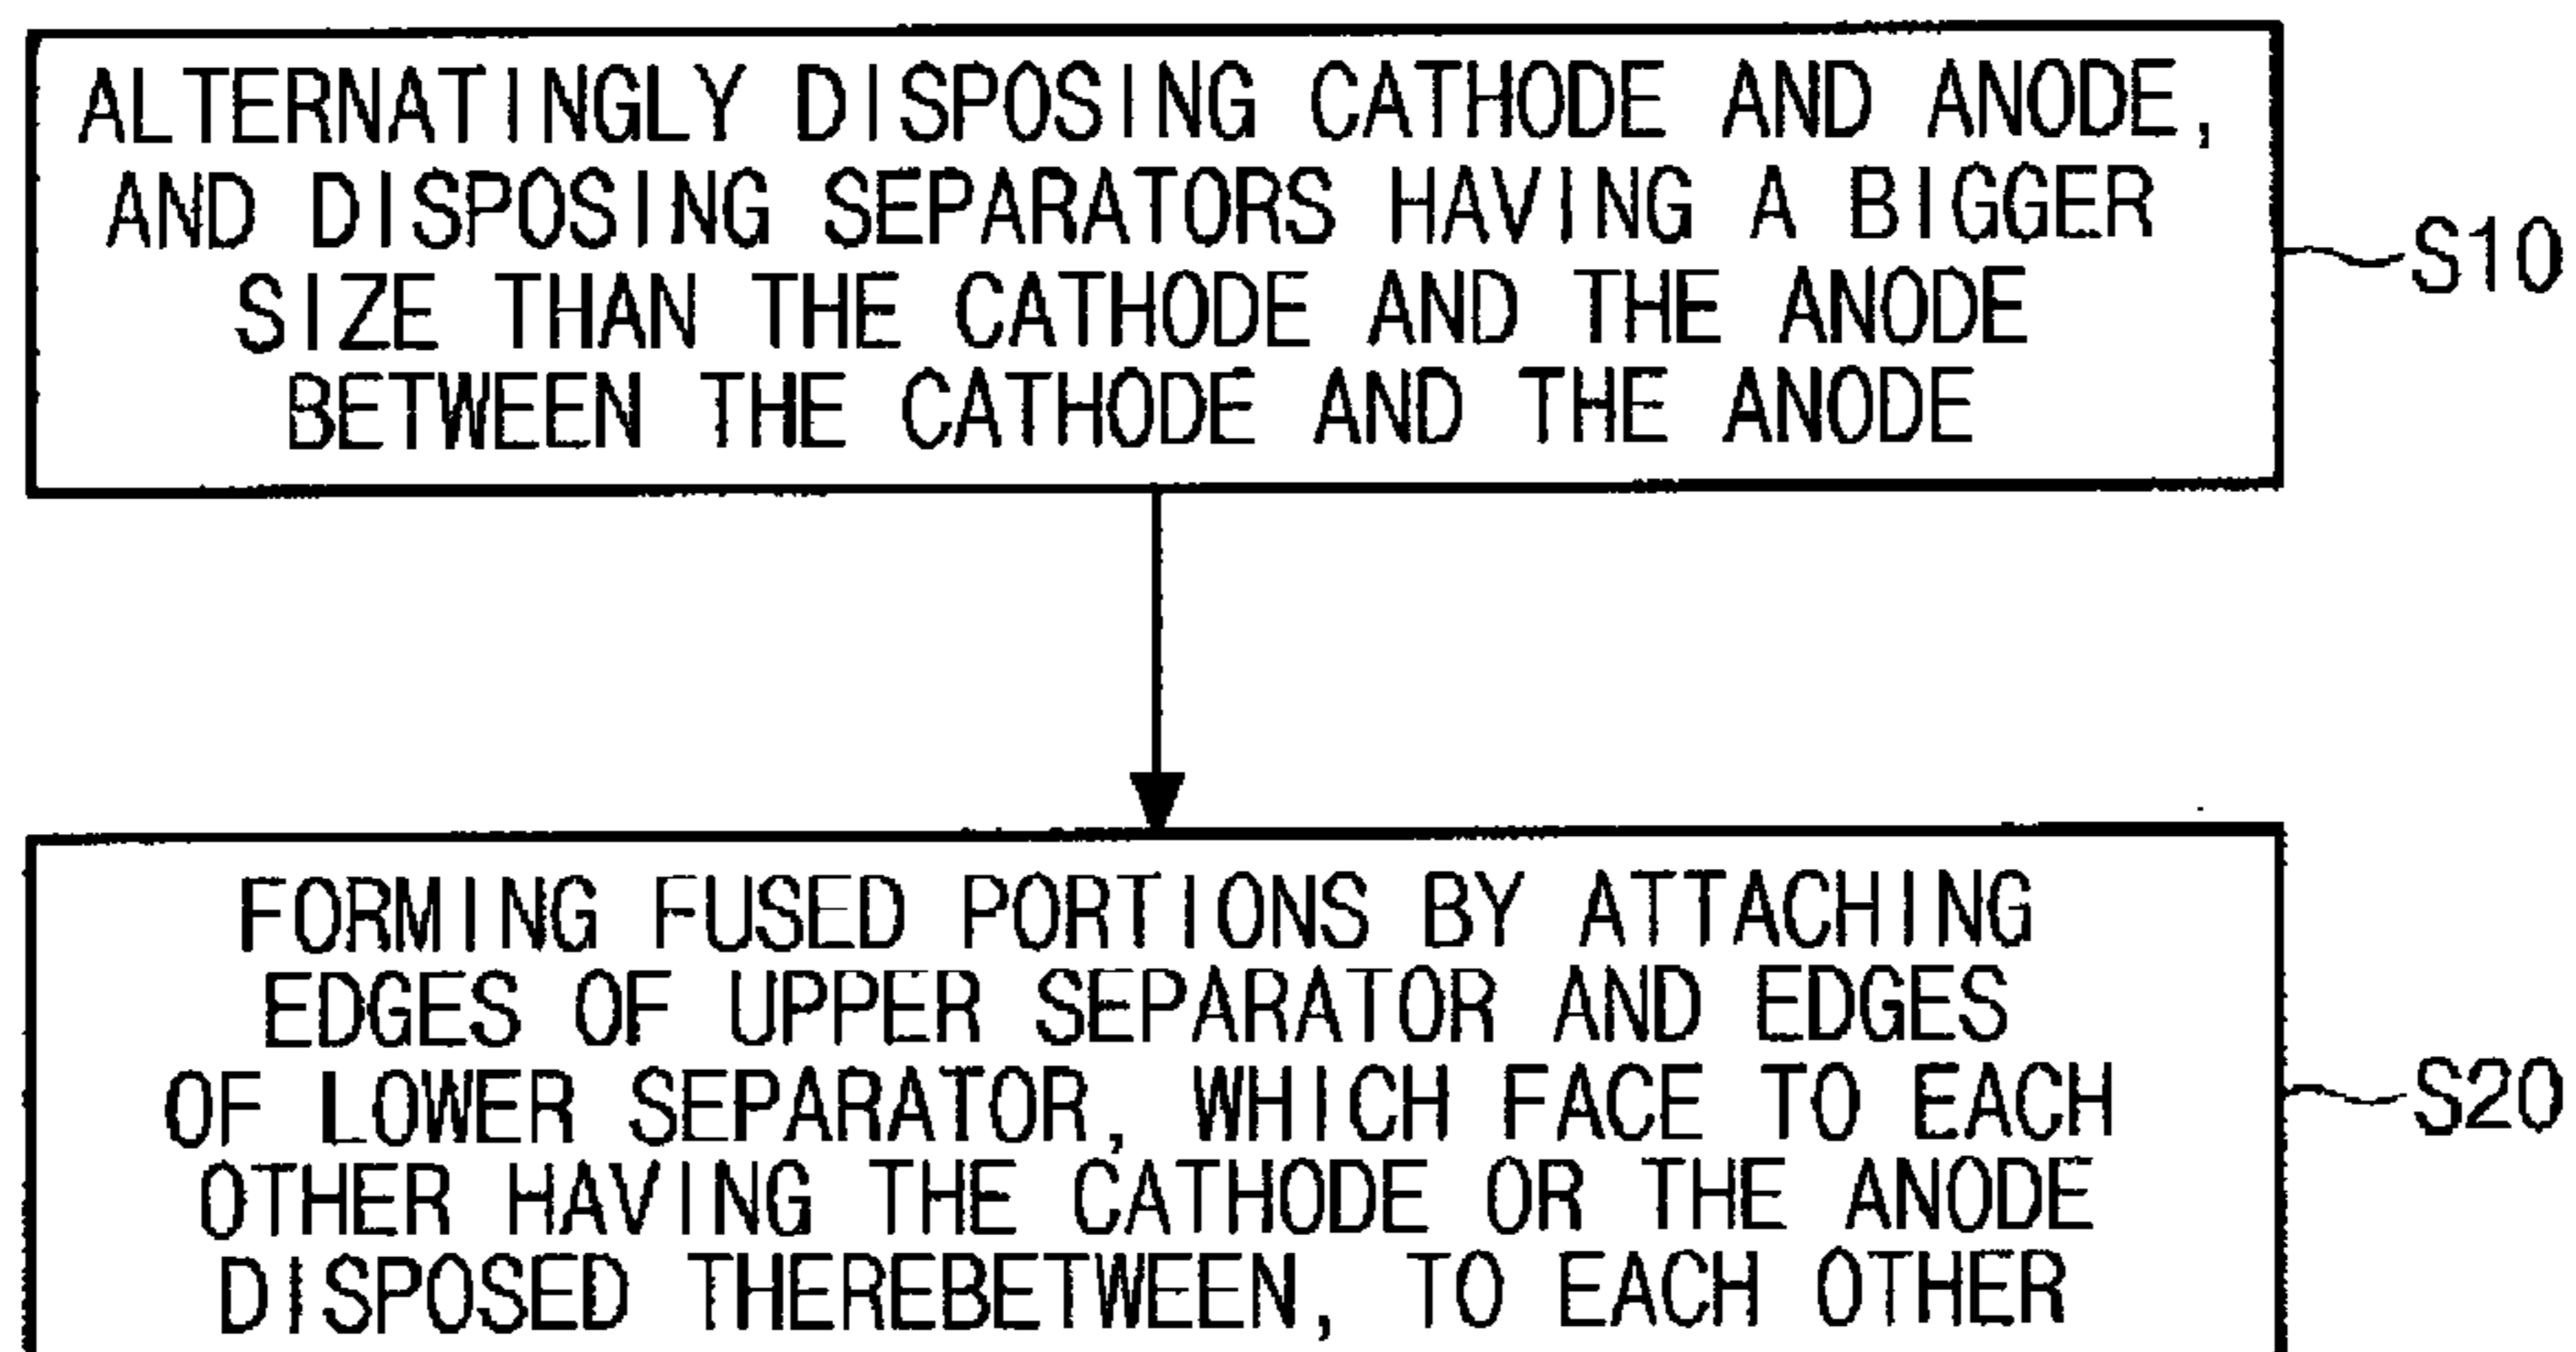 ALTERNATINGLY DISPOSING CATHODE AND ANODE,
AND DISPOSING SEPARATORS HAVING A BIGGER
SIZE THAN THE CATHODE AND THE ANODE
BETWEEN THE CATHODE AND THE ANODE
S10
FORMING FUSED PORTIONS BY ATTACHING
EDGES OF UPPER SEPARATOR AND EDGES
OF LOWER SEPARATOR, WHICH FACE TO EACH
OTHER HAVING THE CATHODE OR THE ANODE
DISPOSED THEREBETWEEN, TO EACH OTHER
S20